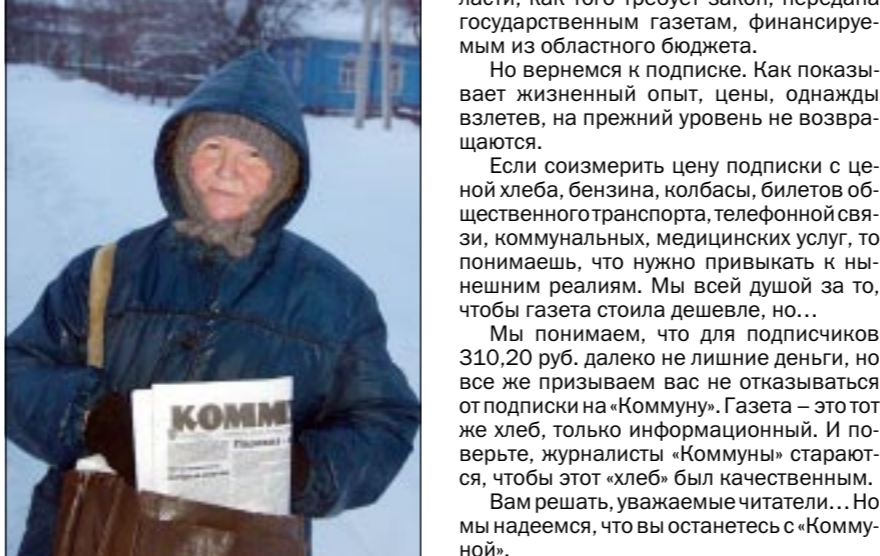 КОММ
ласти, как того требует закон, передана
государственным газетам, финансируе-
мым из областного бюджета.
Но вернемся к подписке. Как показы-
вает жизненный опыт, цены, однажды
взлетев, на прежний уровень не возвра-
щаются.
Если соизмерить цену подписки с це-
ной хлеба, бензина, колбасы, билетов об-
щественного транспорта, телефонной свя-
зи, коммунальных, медицинских услуг, то
понимаешь, что нужно привыкать к ны-
нешним реалиям. Мы всей душой за то,
чтобы газета стоила дешевле, но...
Мы понимаем, что для подписчиков
310,20 руб. далеко не лишние деньги, но
все же призываем вас не отказываться
от подписки на «Коммуну». Газета – это тот
же хлеб, только информационный. И по-
верьте, журналисты «Коммуны» старают-
ся, чтобы этот «хлеб» был качественным.
Вам решать, уважаемые читатели... Но
мы надеемся, что вы останетесь с «Комму-
ной».